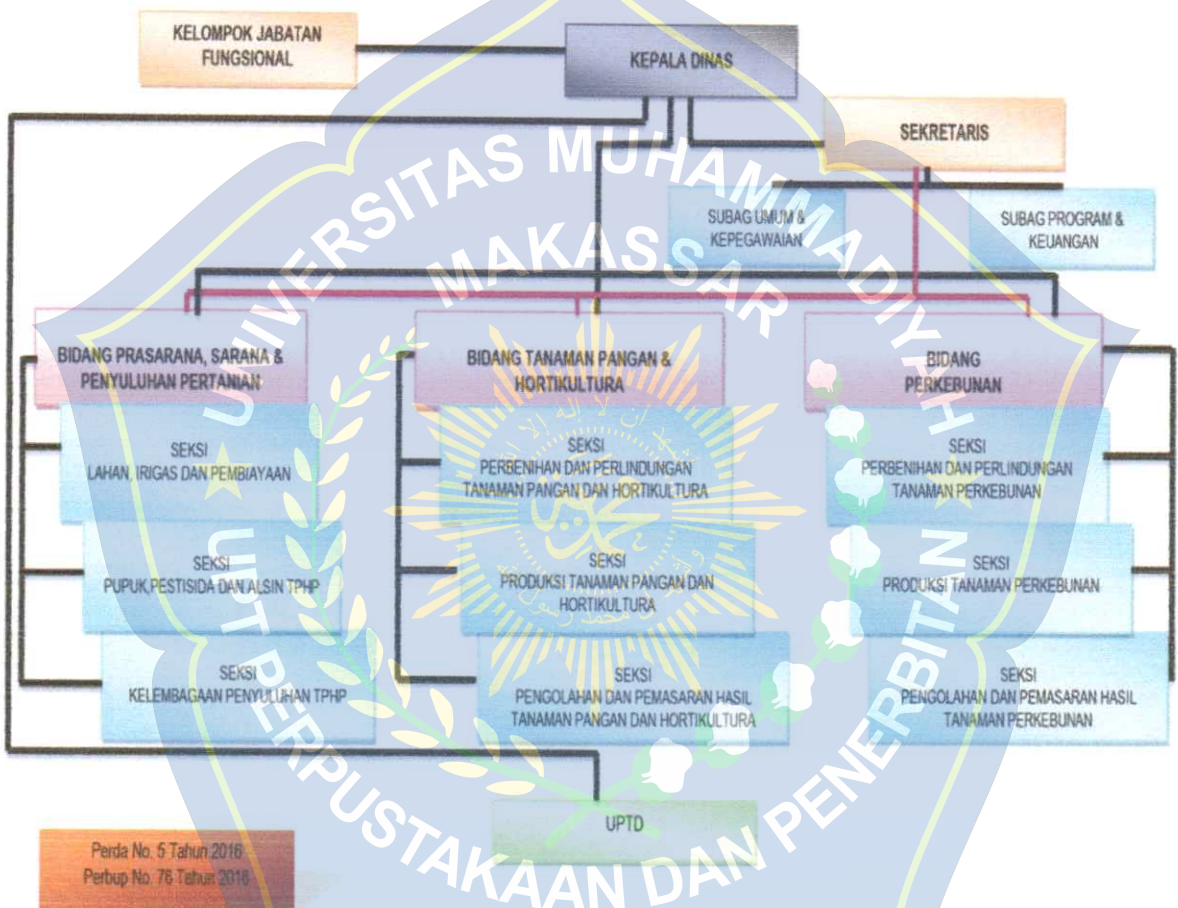 KELOMPOK JABATAN
FUNGSIONAL
KEPALA DINAS
SEKRETARIS
SUBAG UMUM &
KEPEGAWAIAN
SUBAG PROGRAM &
KEUANGAN
BIDANG PRASARANA, SARANA &
PENYULUHAN PERTANIAN
BIDANG TANAMAN PANGAN &
HORTIKULTURA
BIDANG
PERKEBUNAN
SEKSI
LAHAN, IRIGAS DAN PEMBIAYAAN
SEKSI
PERBENIHAN DAN PERLINDUNGAN
TANAMAN PANGAN DAN HORTIKULTURA
SEKSI
PERBENIHAN DAN PERLINDUNGAN
TANAMAN PERKEBUNAN
SEKSI
PUPUK,PESTISIDA DAN ALSIN TPHP
SEKSI
PRODUKSI TANAMAN PANGAN DAN
HORTIKULTURA
SEKSI
PRODUKSI TANAMAN PERKEBUNAN
SEKSI
KELEMBAGAAN PENYULUHAN TPHP
SEKSI
PENGOLAHAN DAN PEMASARAN HASIL
TANAMAN PANGAN DAN HORTIKULTURA
SEKSI
PENGOLAHAN DAN PEMASARAN HASIL
TANAMAN PERKEBUNAN
UPTD
Perda No. 5 Tahun 2016
Perbup No. 76 Tahun 2016
UNIVERSITAS MUHAMMADIYAH
MAKASSAR
UPT PERPUSTAKAAN DAN PENERBITAN
محمد